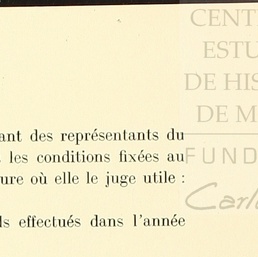 CENT
ESTU
DE HIS
DE M
FUND
Carl
ant des représentants du
les conditions fixées au
ure où elle le juge utile :
ls effectués dans l'année